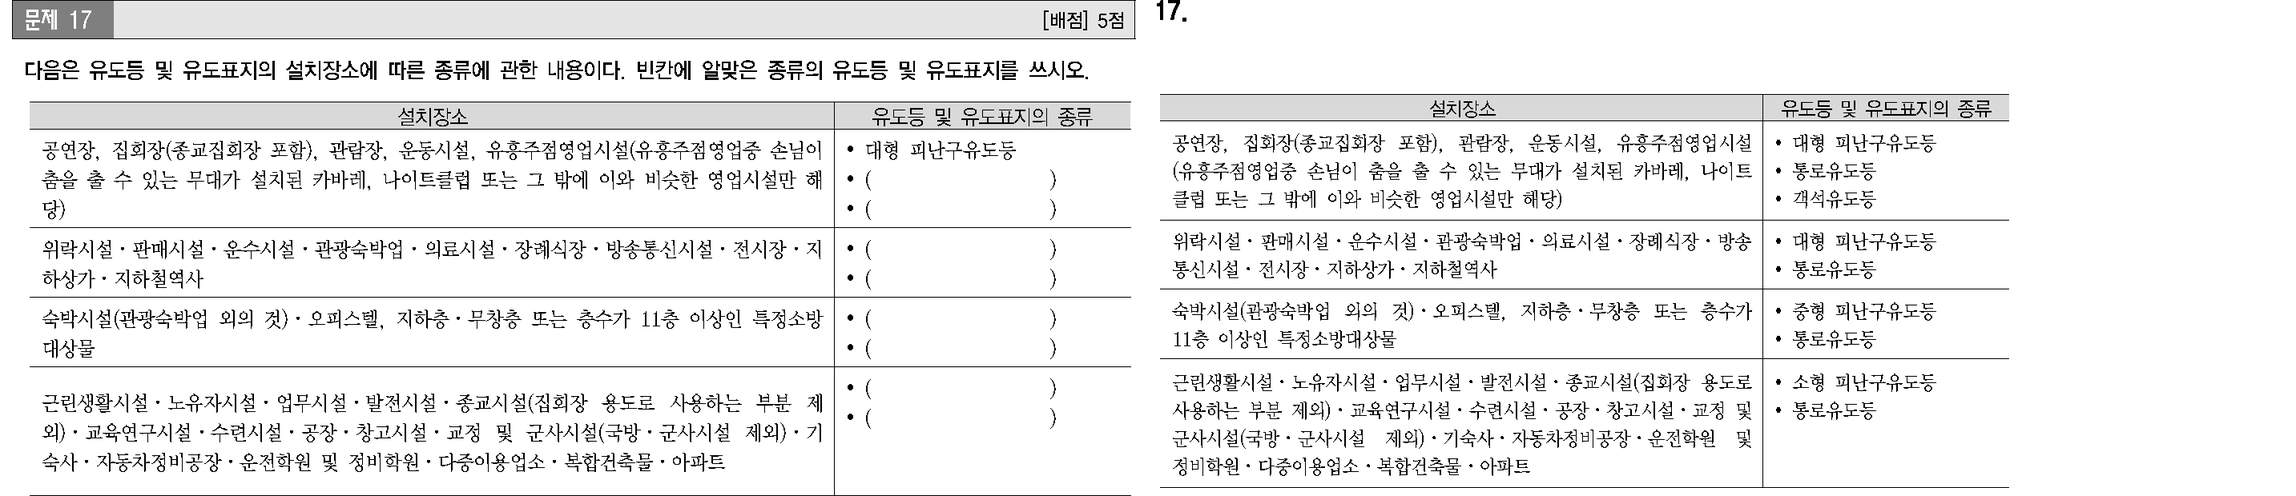 문제 17
[배점] 5점
다음은 유도등 및 유도표지의 설치장소에 따른 종류에 관한 내용이다. 빈칸에 알맞은 종류의 유도등 및 유도표지를 쓰시오.
설치장소
유도등 및 유도표지의 종류
공연장, 집회장(종교집회장 포함), 관람장, 운동시설, 유흥주점영업시설(유흥주점영업중 손님이
춤을 출 수 있는 무대가 설치된 카바레, 나이트클럽 또는 그 밖에 이와 비슷한 영업시설만 해
당)
• 대형 피난구유도등
• ( )
• ( )
위락시설·판매시설·운수시설·관광숙박업·의료시설·장례식장·방송통신시설·전시장·지
하상가·지하철역사
• ( )
• ( )
숙박시설(관광숙박업 외의 것)·오피스텔, 지하층·무창층 또는 층수가 11층 이상인 특정소방
대상물
• ( )
• ( )
근린생활시설·노유자시설·업무시설·발전시설·종교시설(집회장 용도로 사용하는 부분 제
외)·교육연구시설·수련시설·공장·창고시설·교정 및 군사시설(국방·군사시설 제외)·기
숙사·자동차정비공장·운전학원 및 정비학원·다중이용업소·복합건축물·아파트
• ( )
• ( )
17.
설치장소
유도등 및 유도표지의 종류
공연장, 집회장(종교집회장 포함), 관람장, 운동시설, 유흥주점영업시설
(유흥주점영업중 손님이 춤을 출 수 있는 무대가 설치된 카바레, 나이트
클럽 또는 그 밖에 이와 비슷한 영업시설만 해당)
• 대형 피난구유도등
• 통로유도등
• 객석유도등
위락시설·판매시설·운수시설·관광숙박업·의료시설·장례식장·방송
통신시설·전시장·지하상가·지하철역사
• 대형 피난구유도등
• 통로유도등
숙박시설(관광숙박업 외의 것)·오피스텔, 지하층·무창층 또는 층수가
11층 이상인 특정소방대상물
• 중형 피난구유도등
• 통로유도등
근린생활시설·노유자시설·업무시설·발전시설·종교시설(집회장 용도로
사용하는 부분 제외)·교육연구시설·수련시설·공장·창고시설·교정 및
군사시설(국방·군사시설 제외)·기숙사·자동차정비공장·운전학원 및
정비학원·다중이용업소·복합건축물·아파트
• 소형 피난구유도등
• 통로유도등